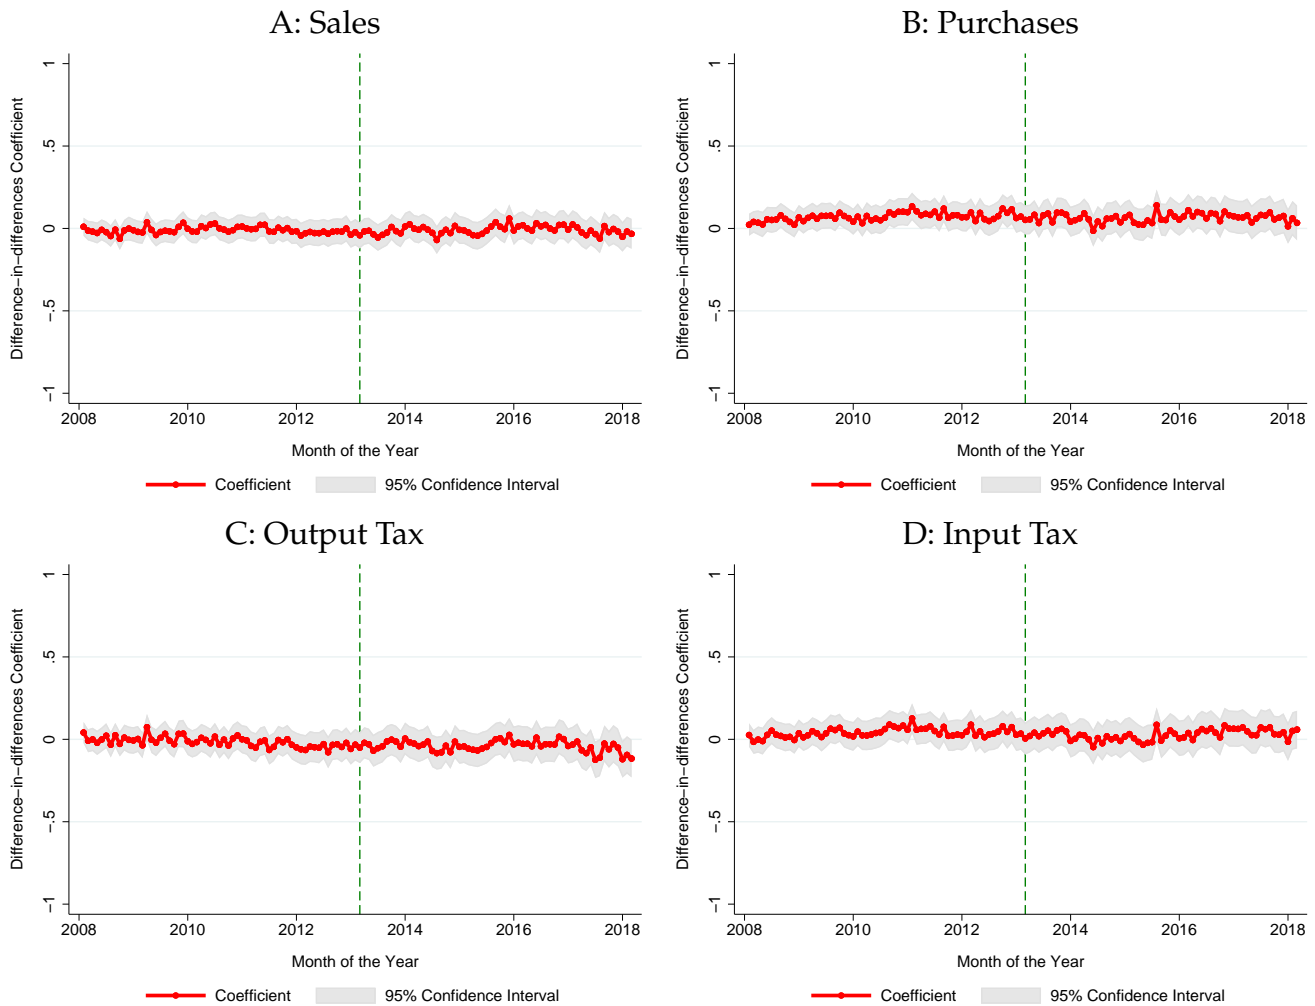 A: Sales
Difference-in-differences Coefficient
1
.5
0
-.5
-1
2008 2010 2012 2014 2016 2018
Month of the Year
Coefficient 95% Confidence Interval
B: Purchases
Difference-in-differences Coefficient
1
.5
0
-.5
-1
2008 2010 2012 2014 2016 2018
Month of the Year
Coefficient 95% Confidence Interval
C: Output Tax
Difference-in-differences Coefficient
1
.5
0
-.5
-1
2008 2010 2012 2014 2016 2018
Month of the Year
Coefficient 95% Confidence Interval
D: Input Tax
Difference-in-differences Coefficient
1
.5
0
-.5
-1
2008 2010 2012 2014 2016 2018
Month of the Year
Coefficient 95% Confidence Interval